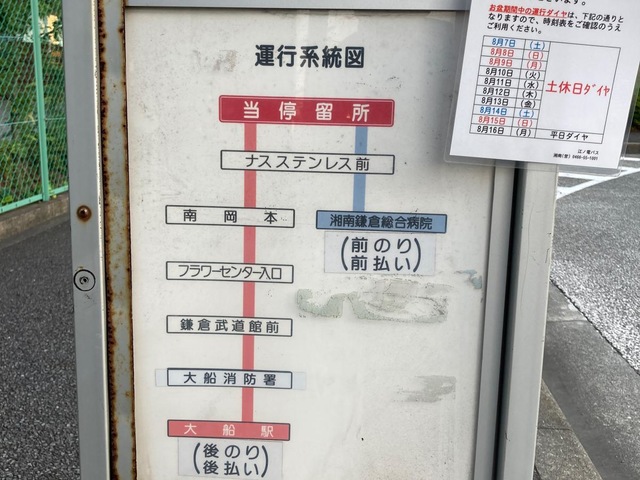 お盆期間中の運行ダイヤは、下記の通りと
なりますので、時刻表をご確認のうえ
ご利用ください。
8月7日 (土)
8月8日 (日)
8月9日 (月)
8月10日 (火)
8月11日 (水)
8月12日 (木)
8月13日 (金)
8月14日 (土)
8月15日 (日)
土休日ダイヤ
8月16日 (月) 平日ダイヤ
江ノ電バス
運行系統図
当停留所
ナスステンレス前
南岡本
湘南鎌倉総合病院
(前のり
前払い)
フラワーセンター入口
鎌倉武道館前
大船消防署
大船駅
(後のり
後払い)